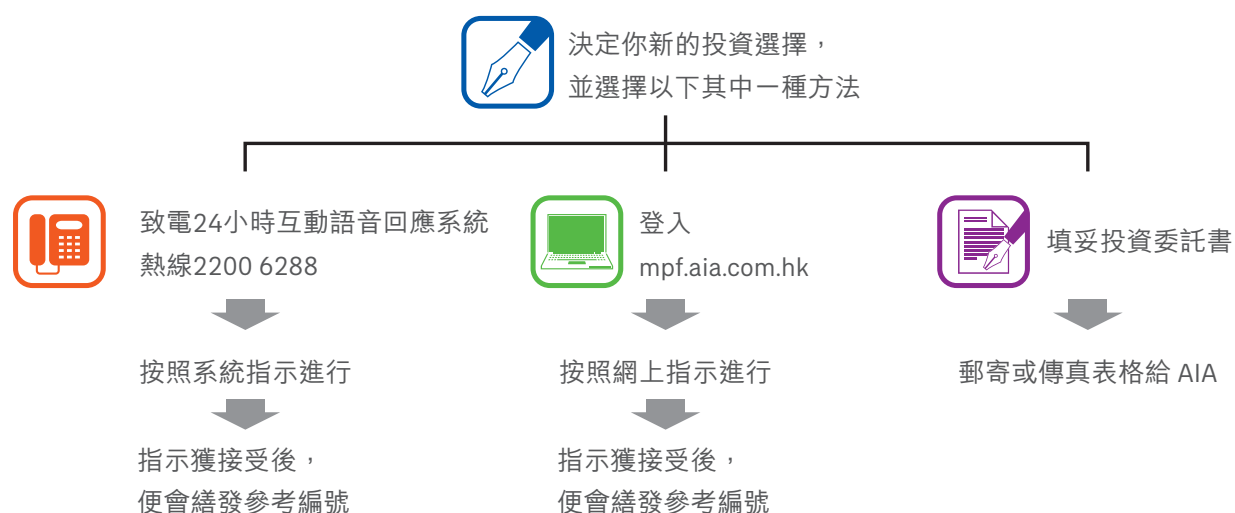 決定你新的投資選擇，
並選擇以下其中一種方法
致電24小時互動語音回應系統
熱線2200 6288
按照系統指示進行
指示獲接受後，
便會繕發參考編號
登入
mpf.aia.com.hk
按照網上指示進行
指示獲接受後，
便會繕發參考編號
填妥投資委託書
郵寄或傳真表格給 AIA